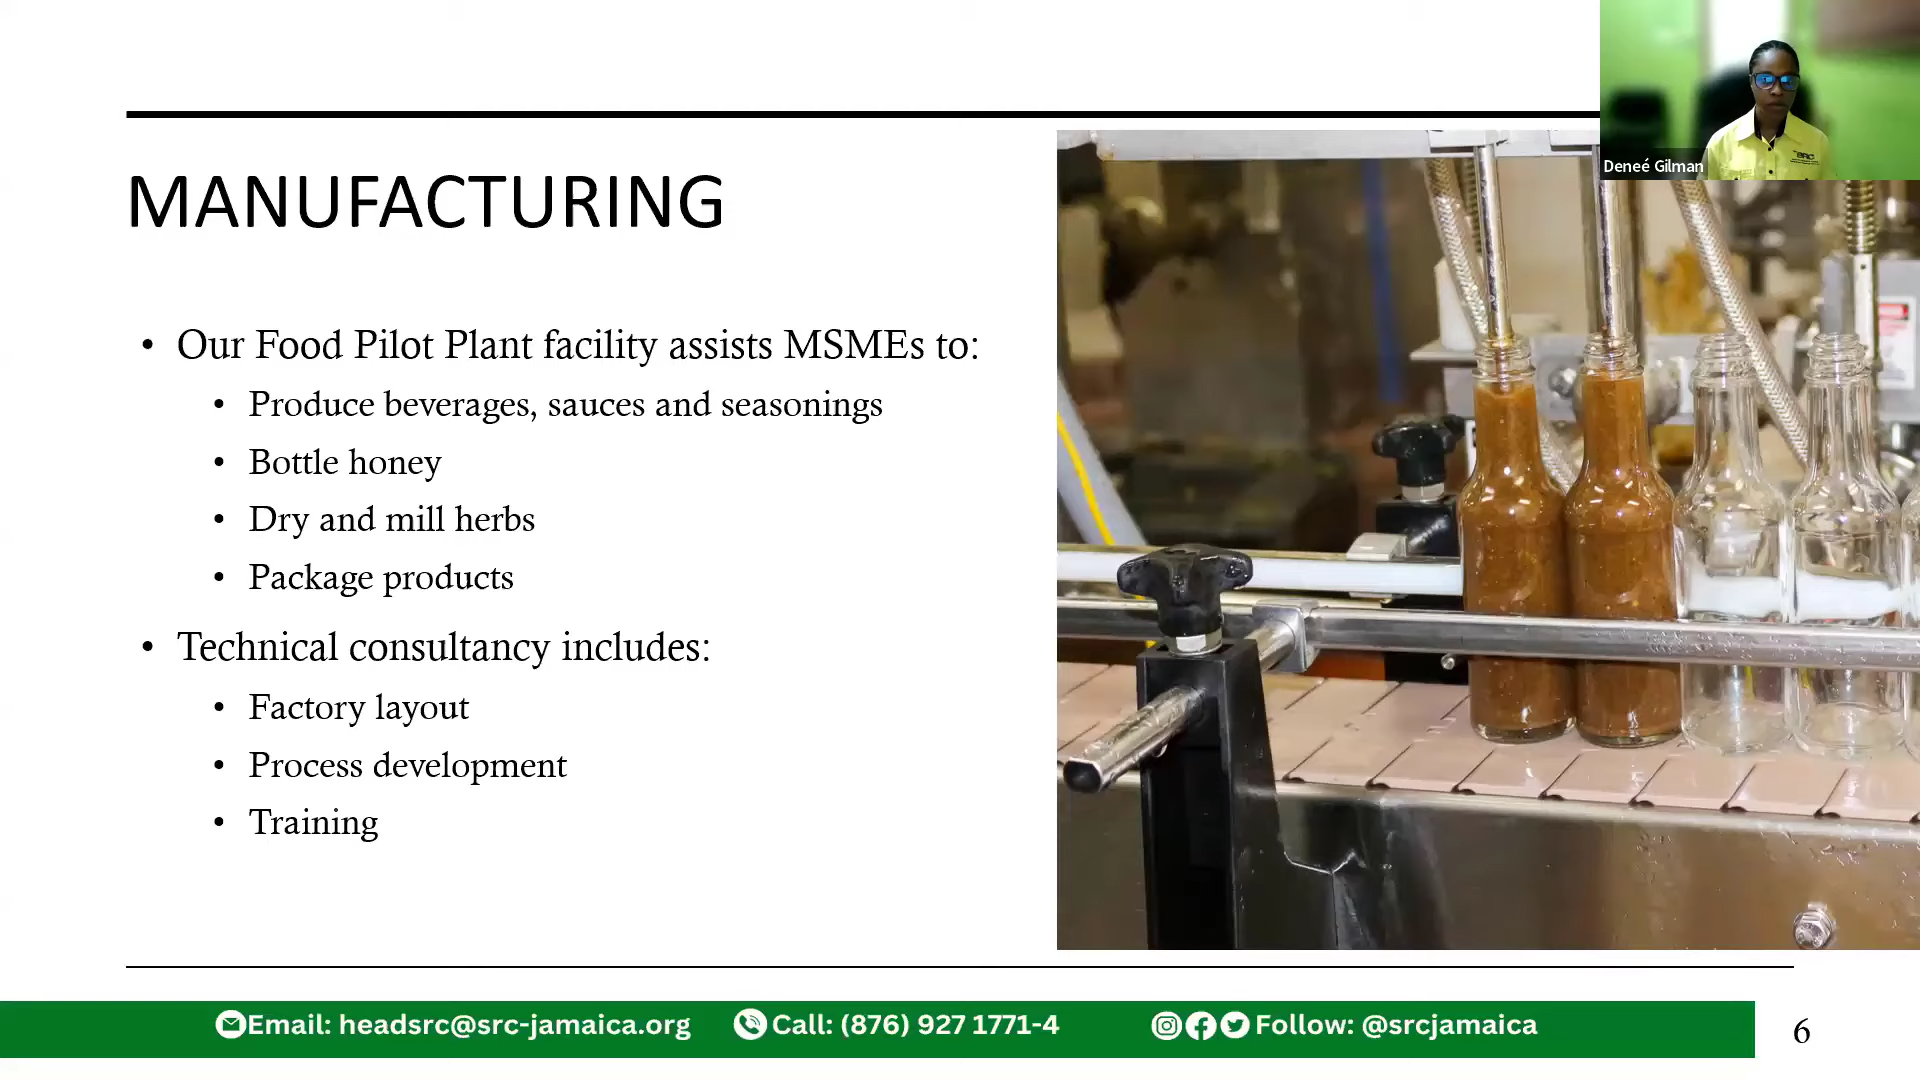 Deneé Gilman
SRC
MANUFACTURING
• Our Food Pilot Plant facility assists MSMEs to:
• Produce beverages, sauces and seasonings
• Bottle honey
• Dry and mill herbs
• Package products
• Technical consultancy includes:
• Factory layout
• Process development
• Training
Email: headsrc@src-jamaica.org Call: (876) 927 1771-4 Follow: @srcjamaica
6